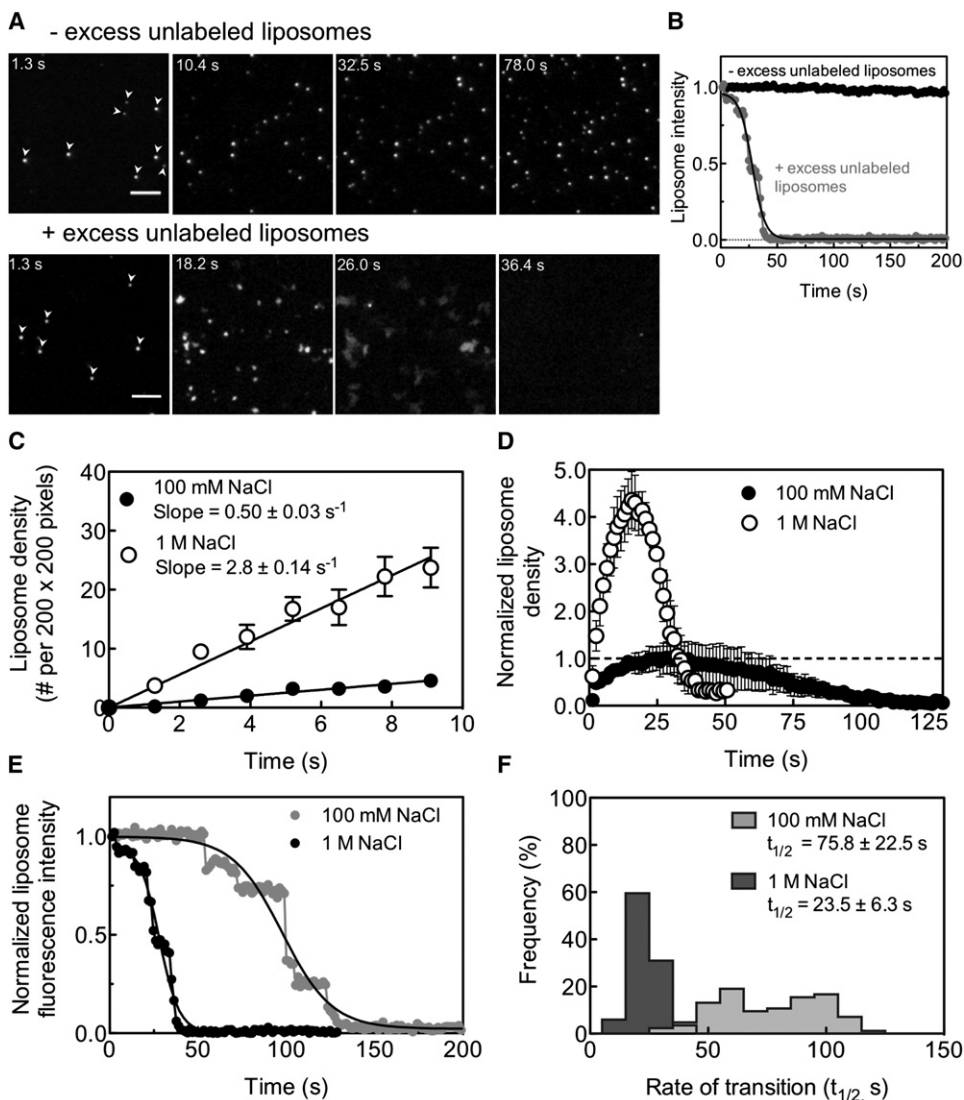 A
- excess unlabeled liposomes
1.3 s
10.4 s
32.5 s
78.0 s
+ excess unlabeled liposomes
1.3 s
18.2 s
26.0 s
36.4 s
B
Liposome intensity
1.0
0.5
0.0
- excess unlabeled liposomes
+ excess unlabeled
liposomes
0 50 100 150 200
Time (s)
C
Liposome density
(# per 200 x 200 pixels)
40
30
20
10
0
100 mM NaCl
Slope = 0.50 ± 0.03 s⁻¹
1 M NaCl
Slope = 2.8 ± 0.14 s⁻¹
0 2 4 6 8 10
Time (s)
D
Normalized liposome
density
5.0
4.0
3.0
2.0
1.0
0.0
100 mM NaCl
1 M NaCl
0 25 50 75 100 125
Time (s)
E
Normalized liposome
fluorescence intensity
1.0
0.5
0.0
100 mM NaCl
1 M NaCl
0 50 100 150 200
Time (s)
F
Frequency (%)
100
80
60
40
20
0
100 mM NaCl
t1/2 = 75.8 ± 22.5 s
1 M NaCl
t1/2 = 23.5 ± 6.3 s
0 50 100 150
Rate of transition (t1/2, s)